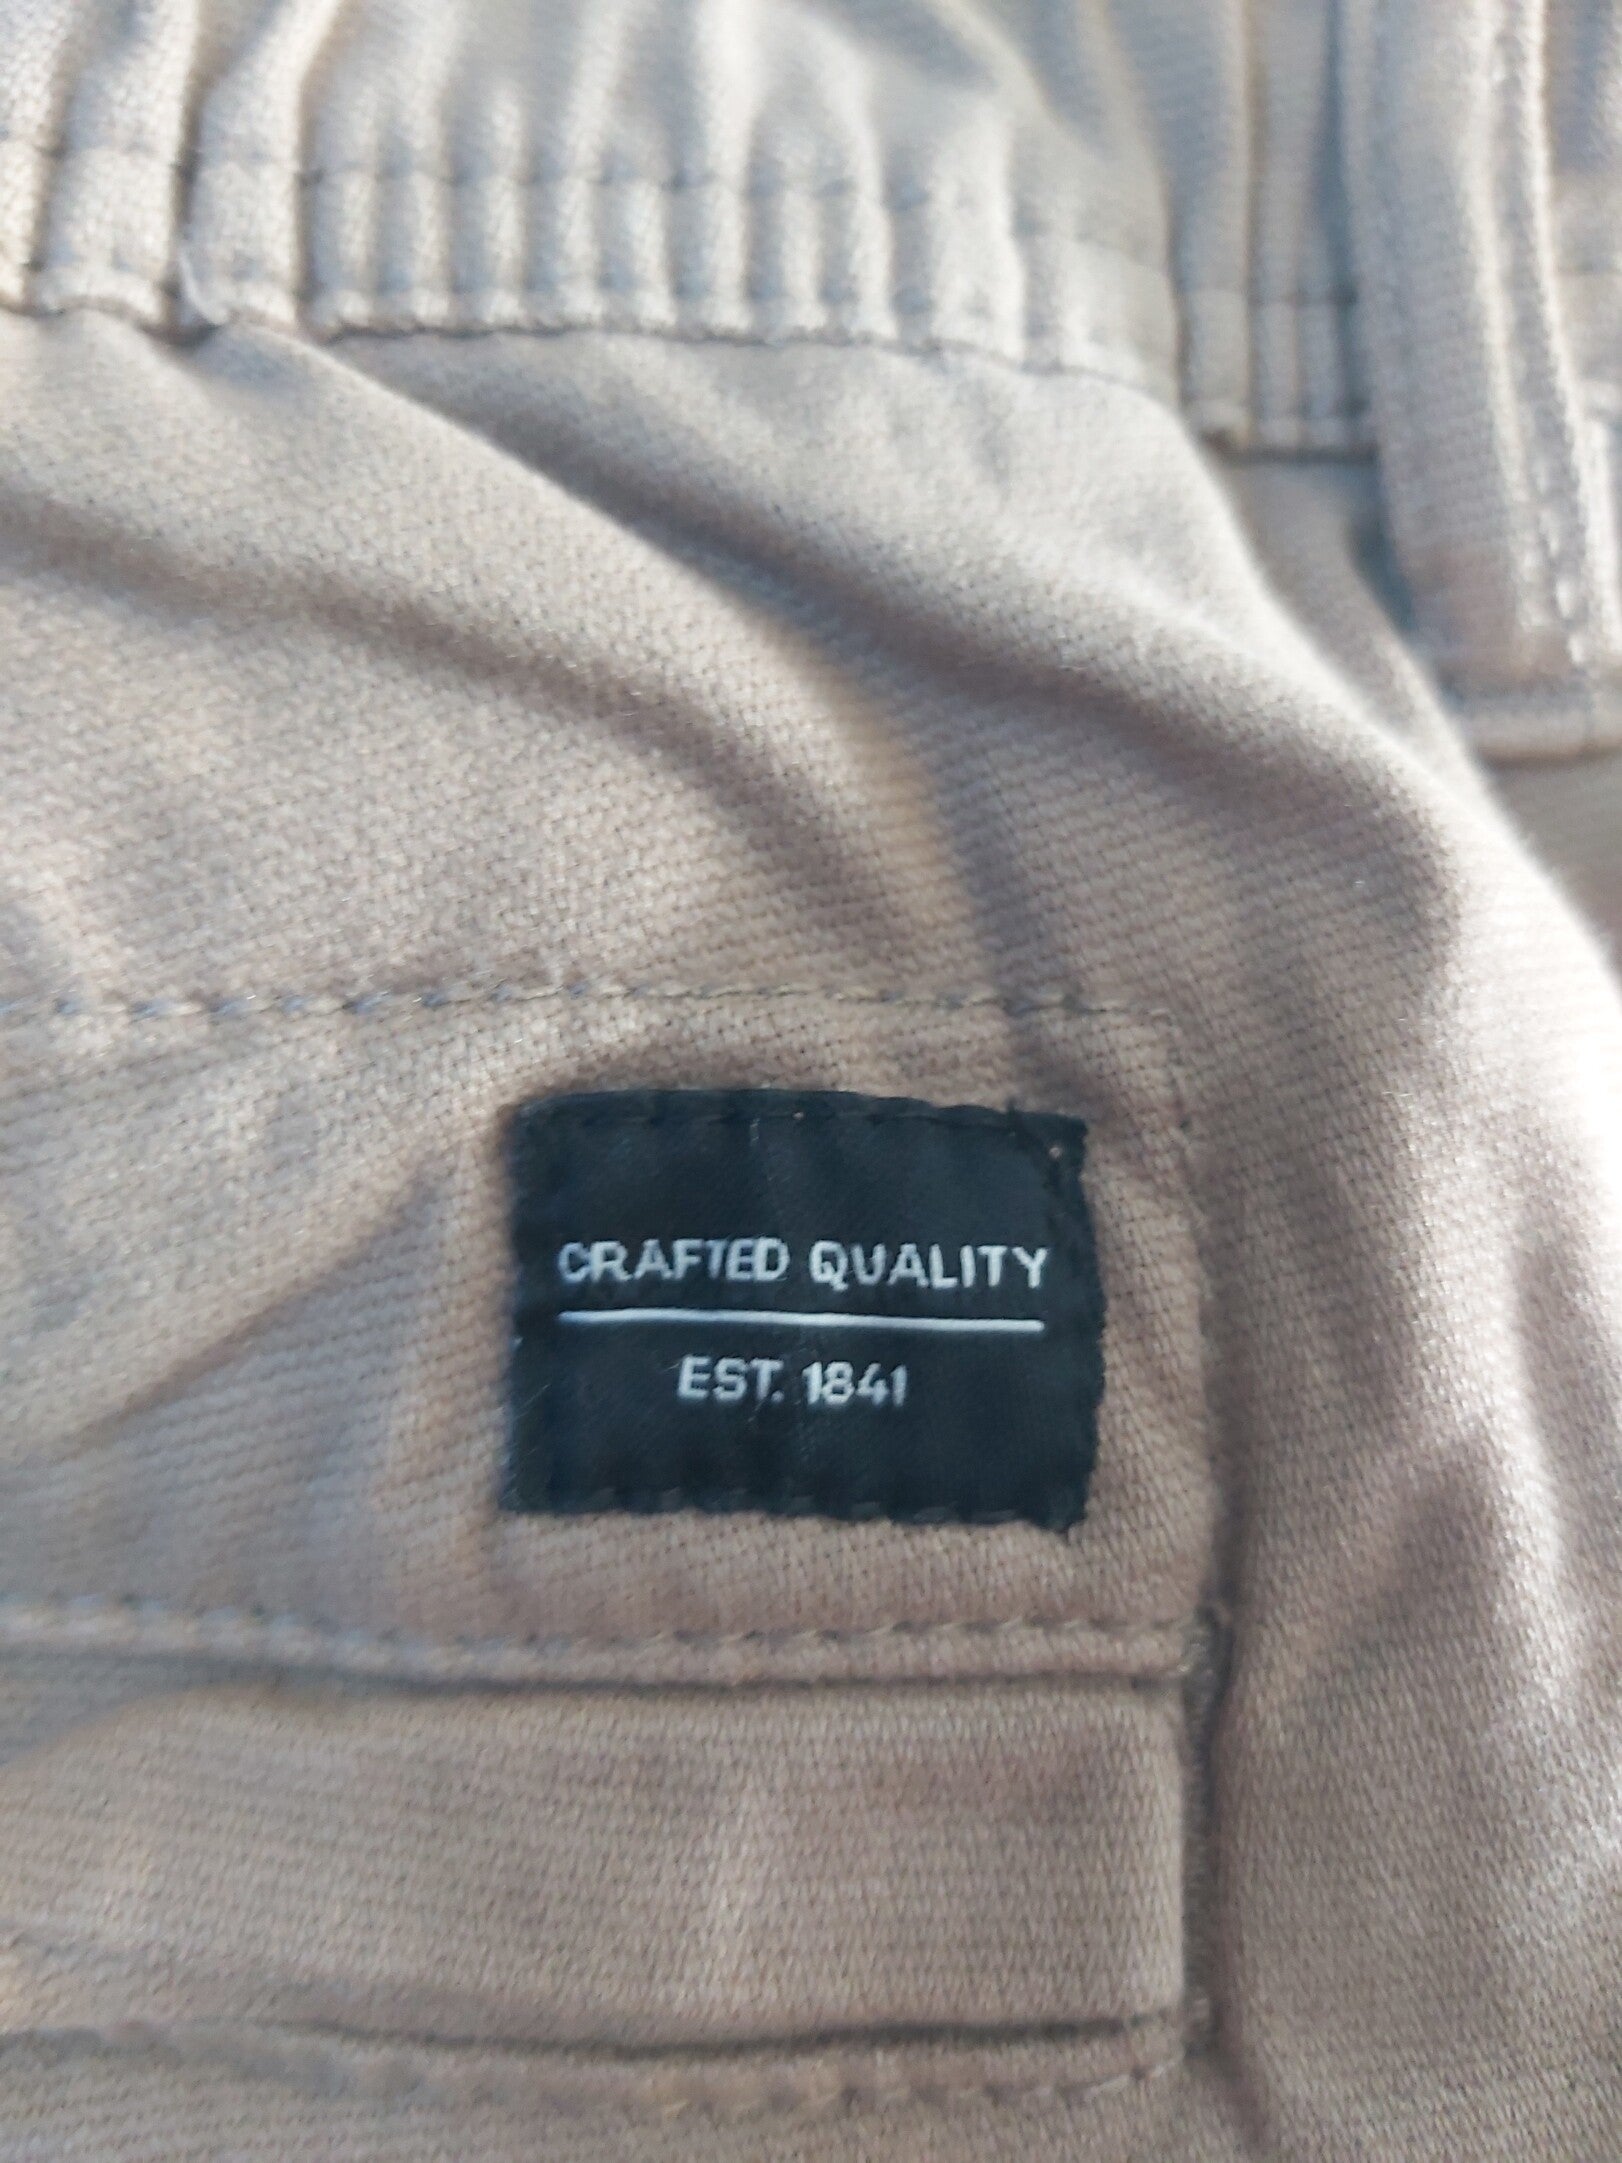 CRAFTED QUALITY
EST. 1841